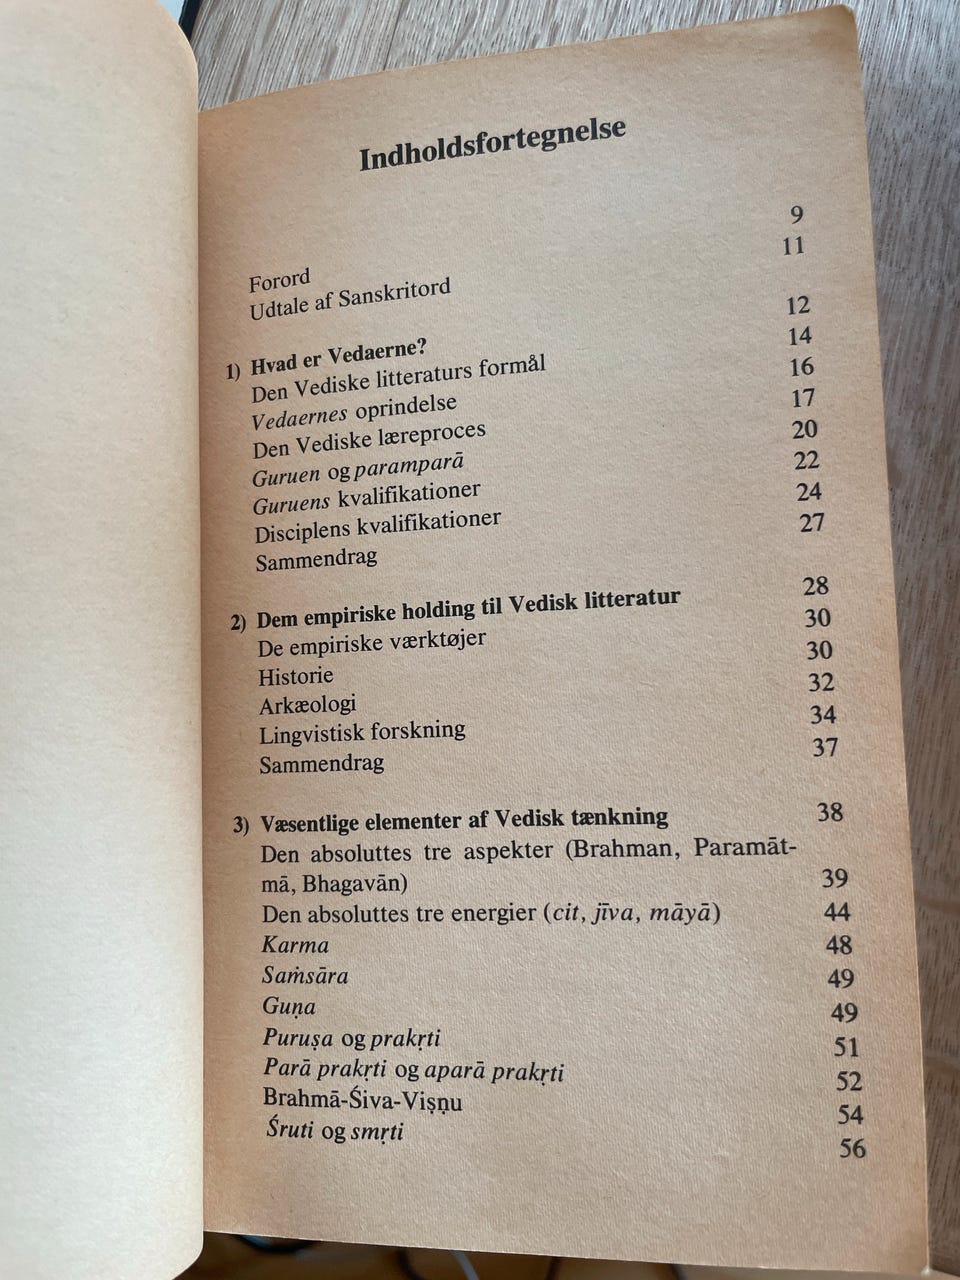 Indholdsfortegnelse
Forord 9
Udtale af Sanskritord 11
1) Hvad er Vedaerne? 12
Den Vediske litteraturs formål 14
Vedaernes oprindelse 16
Den Vediske læreproces 17
Guruen og paramparā 20
Guruens kvalifikationer 22
Disciplens kvalifikationer 24
Sammendrag 27
2) Dem empiriske holding til Vedisk litteratur 28
De empiriske værktøjer 30
Historie 30
Arkæologi 32
Lingvistisk forskning 34
Sammendrag 37
3) Væsentlige elementer af Vedisk tænkning 38
Den absoluttes tre aspekter (Brahman, Paramāt-
mā, Bhagavān) 39
Den absoluttes tre energier (cit, jīva, māyā) 44
Karma 48
Saṁsāra 49
Guṇa 49
Puruṣa og prakṛti 51
Parā prakṛti og aparā prakṛti 52
Brahmā-Śiva-Viṣṇu 54
Śruti og smṛti 56